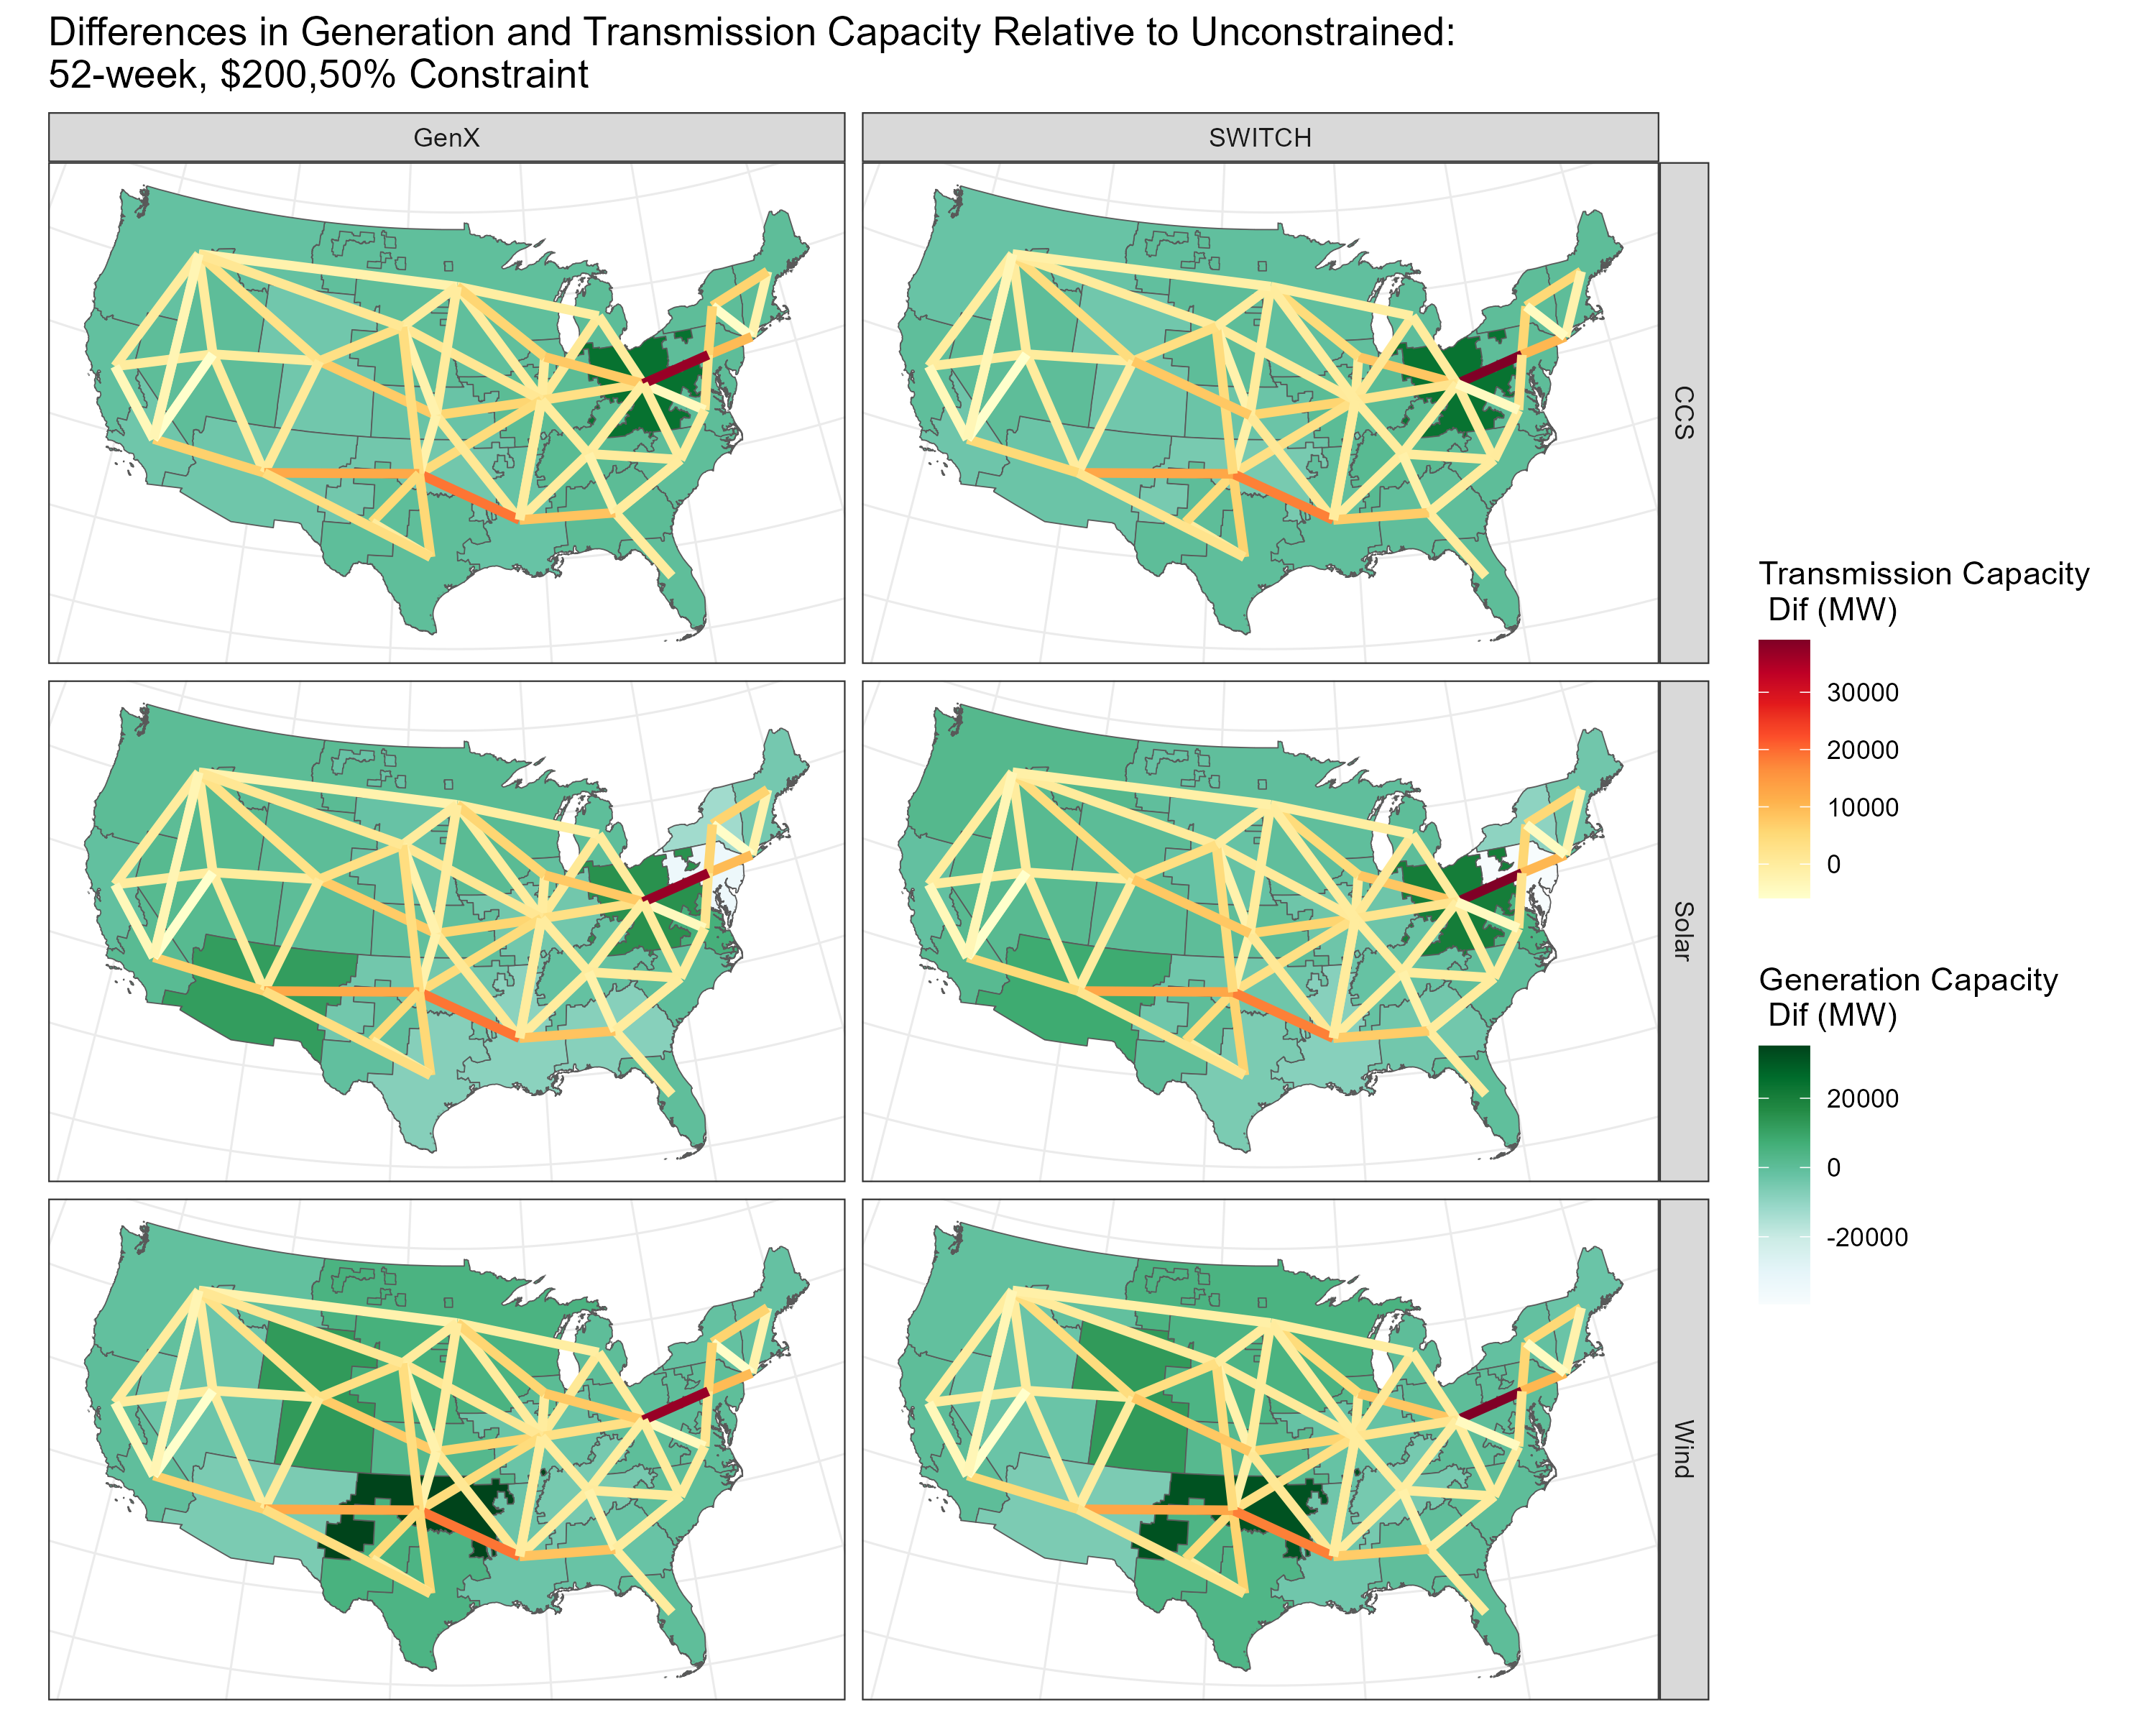 Differences in Generation and Transmission Capacity Relative to Unconstrained:
52-week, $200,50% Constraint
GenX
SWITCH
CCS
Solar
Wind
Transmission Capacity
Dif (MW)
30000
20000
10000
0
Generation Capacity
Dif (MW)
20000
0
-20000